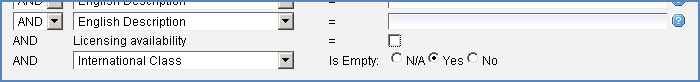 AND English Description =
AND English Description = ?
AND Licensing availability =
AND International Class Is Empty: N/A Yes No